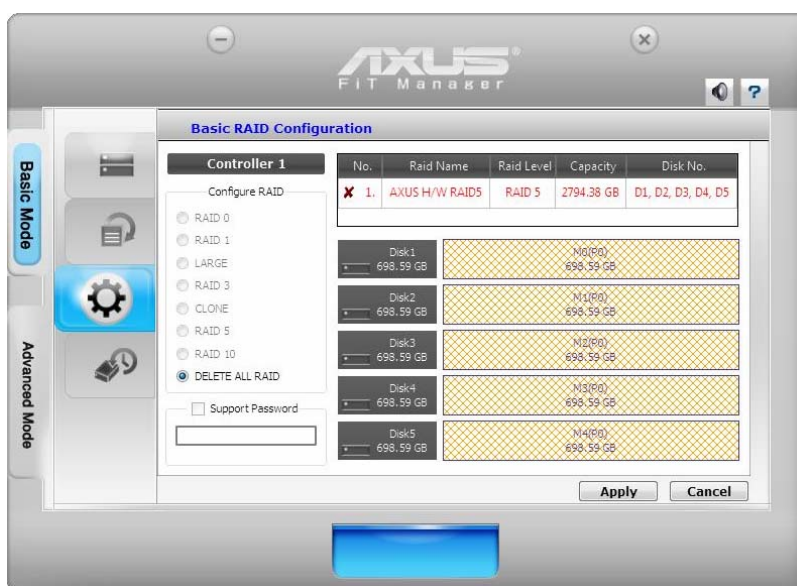 AXUS
FiT Manager
?
Basic Mode
Advanced Mode
Basic RAID Configuration
Controller 1
Configure RAID
RAID 0
RAID 1
LARGE
RAID 3
CLONE
RAID 5
RAID 10
DELETE ALL RAID
Support Password
No. Raid Name Raid Level Capacity Disk No.
✘ 1. AXUS H/W RAID5 RAID 5 2794.38 GB D1, D2, D3, D4, D5
Disk1
698.59 GB
M0(P0)
698.59 GB
Disk2
698.59 GB
M1(P0)
698.59 GB
Disk3
698.59 GB
M2(P0)
698.59 GB
Disk4
698.59 GB
M3(P0)
698.59 GB
Disk5
698.59 GB
M4(P0)
698.59 GB
Apply Cancel